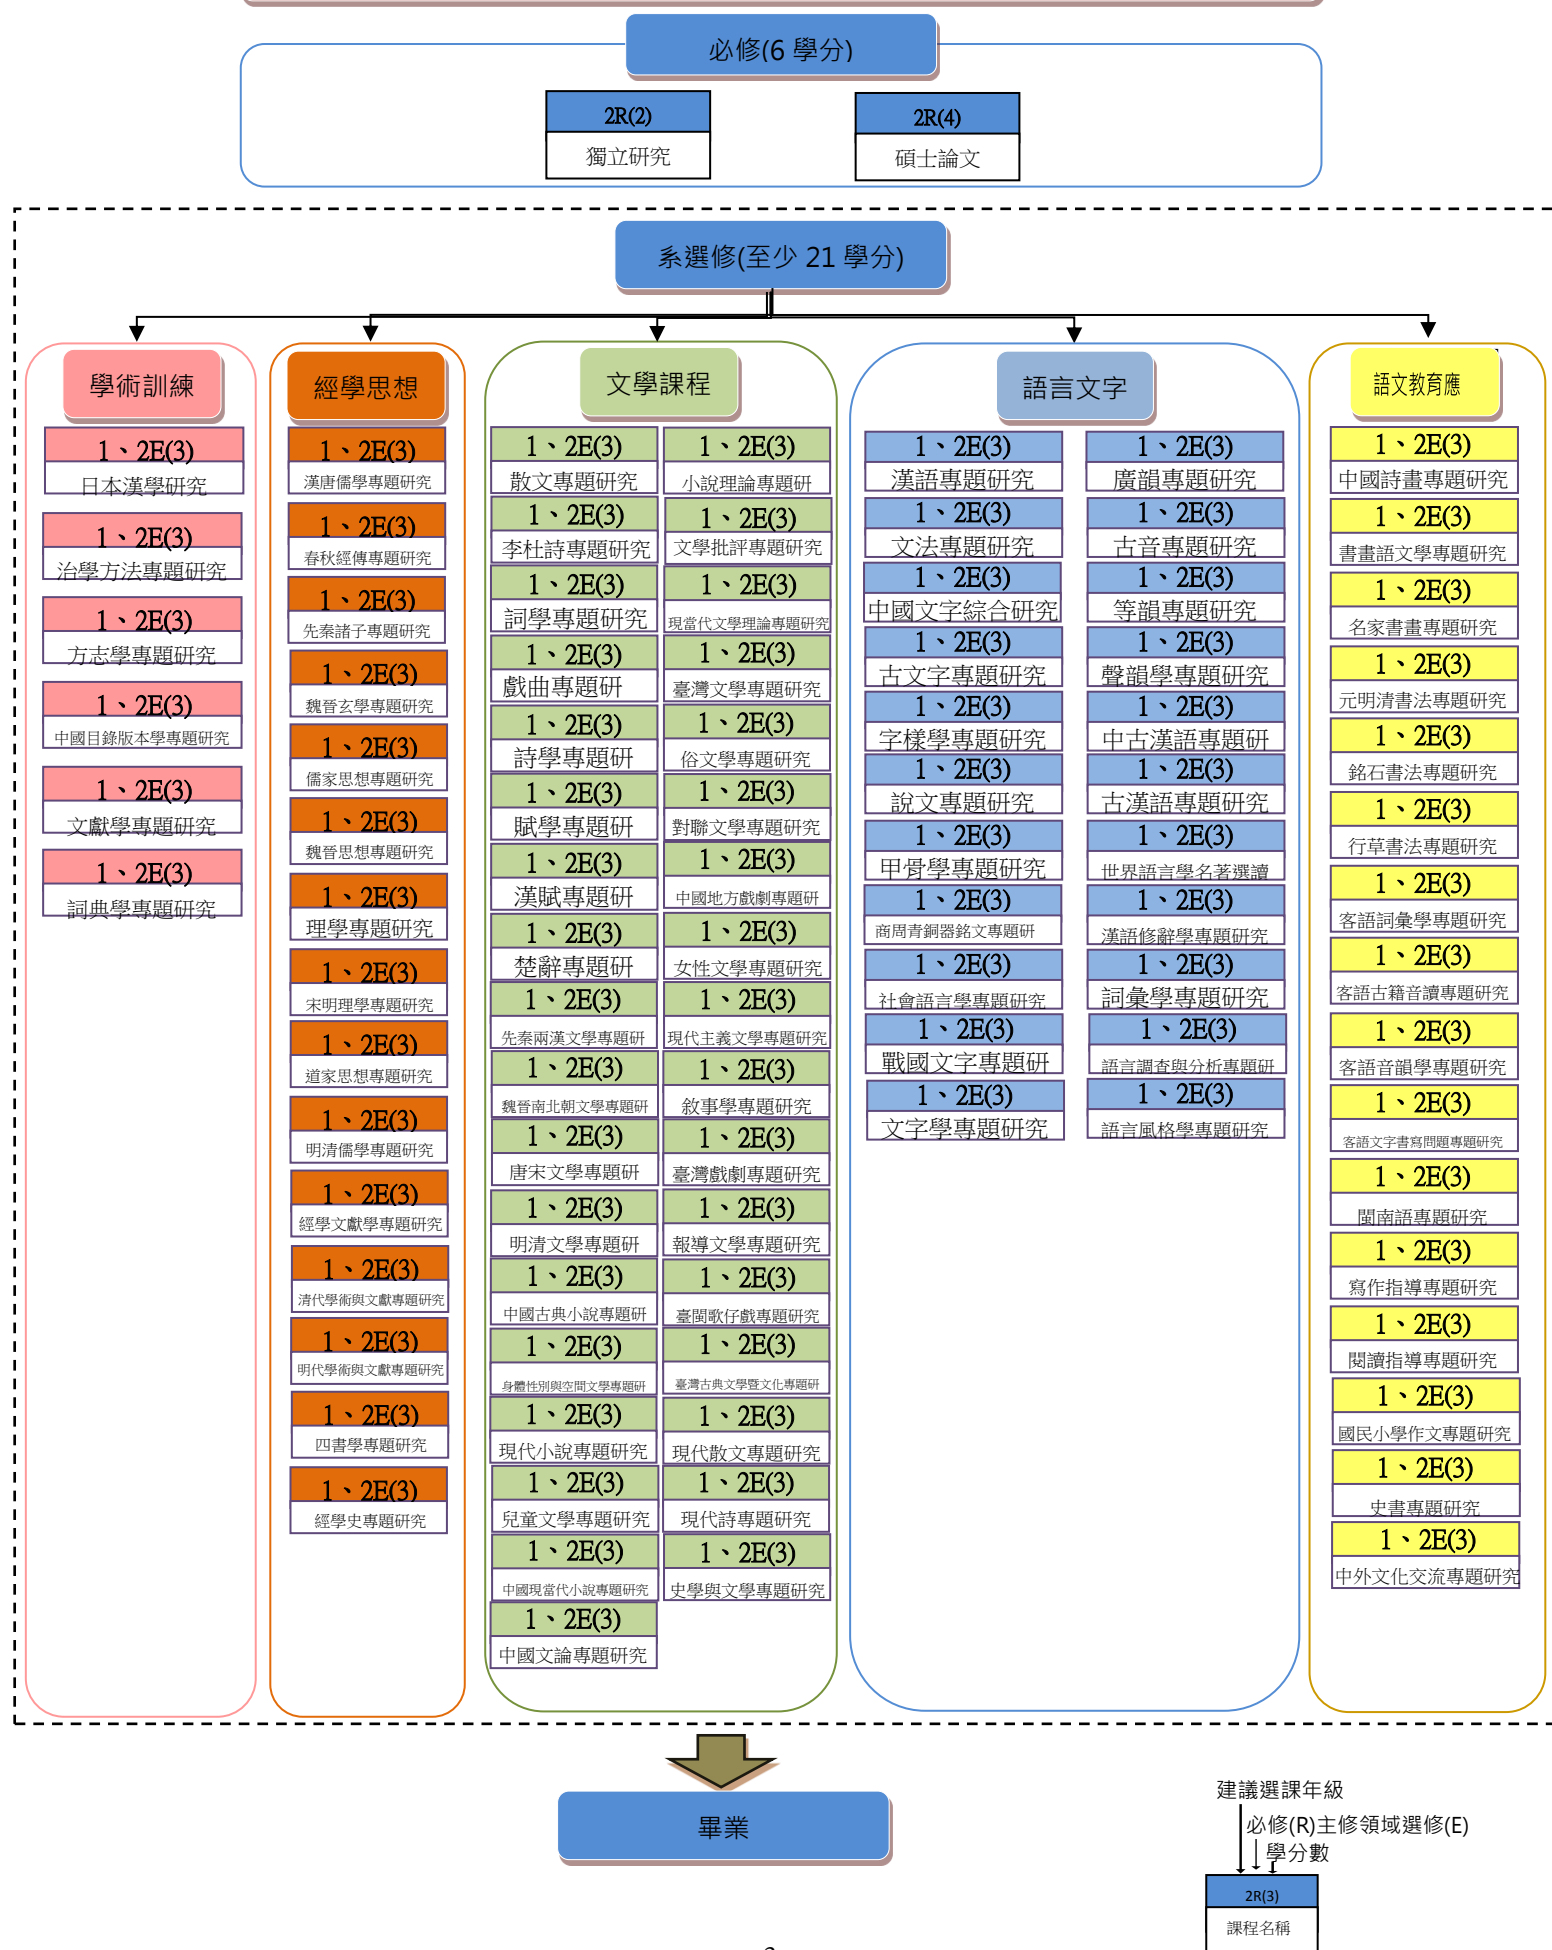 必修(6 學分)
2R(2)
獨立研究
2R(4)
碩士論文
系選修(至少 21 學分)
學術訓練
1、2E(3)
日本漢學研究
1、2E(3)
治學方法專題研究
1、2E(3)
方志學專題研究
1、2E(3)
中國目錄版本學專題研究
1、2E(3)
文獻學專題研究
1、2E(3)
詞典學專題研究
經學思想
1、2E(3)
漢唐儒學專題研究
1、2E(3)
春秋經傳專題研究
1、2E(3)
先秦諸子專題研究
1、2E(3)
魏晉玄學專題研究
1、2E(3)
儒家思想專題研究
1、2E(3)
魏晉思想專題研究
1、2E(3)
理學專題研究
1、2E(3)
宋明理學專題研究
1、2E(3)
道家思想專題研究
1、2E(3)
明清儒學專題研究
1、2E(3)
經學文獻學專題研究
1、2E(3)
清代學術與文獻專題研究
1、2E(3)
明代學術與文獻專題研究
1、2E(3)
四書學專題研究
1、2E(3)
經學史專題研究
文學課程
1、2E(3)
散文專題研究
1、2E(3)
李杜詩專題研究
1、2E(3)
詞學專題研究
1、2E(3)
戲曲專題研
1、2E(3)
詩學專題研
1、2E(3)
賦學專題研
1、2E(3)
漢賦專題研
1、2E(3)
楚辭專題研
1、2E(3)
先秦兩漢文學專題研
1、2E(3)
魏晉南北朝文學專題研
1、2E(3)
唐宋文學專題研
1、2E(3)
明清文學專題研
1、2E(3)
中國古典小說專題研
1、2E(3)
身體性別與空間文學專題研
1、2E(3)
現代小說專題研究
1、2E(3)
兒童文學專題研究
1、2E(3)
中國現當代小說專題研究
1、2E(3)
中國文論專題研究
1、2E(3)
小說理論專題研
1、2E(3)
文學批評專題研究
1、2E(3)
現當代文學理論專題研究
1、2E(3)
臺灣文學專題研究
1、2E(3)
俗文學專題研究
1、2E(3)
對聯文學專題研究
1、2E(3)
中國地方戲劇專題研
1、2E(3)
女性文學專題研究
1、2E(3)
現代主義文學專題研究
1、2E(3)
敘事學專題研究
1、2E(3)
臺灣戲劇專題研究
1、2E(3)
報導文學專題研究
1、2E(3)
臺閩歌仔戲專題研究
1、2E(3)
臺灣古典文學暨文化專題研
1、2E(3)
現代散文專題研究
1、2E(3)
現代詩專題研究
1、2E(3)
史學與文學專題研究
語言文字
1、2E(3)
漢語專題研究
1、2E(3)
文法專題研究
1、2E(3)
中國文字綜合研究
1、2E(3)
古文字專題研究
1、2E(3)
字樣學專題研究
1、2E(3)
說文專題研究
1、2E(3)
甲骨學專題研究
1、2E(3)
商周青銅器銘文專題研
1、2E(3)
社會語言學專題研究
1、2E(3)
戰國文字專題研
1、2E(3)
文字學專題研究
1、2E(3)
廣韻專題研究
1、2E(3)
古音專題研究
1、2E(3)
等韻專題研究
1、2E(3)
聲韻學專題研究
1、2E(3)
中古漢語專題研
1、2E(3)
古漢語專題研究
1、2E(3)
世界語言學名著選讀
1、2E(3)
漢語修辭學專題研究
1、2E(3)
詞彙學專題研究
1、2E(3)
語言調查與分析專題研
1、2E(3)
語言風格學專題研究
語文教育應
1、2E(3)
中國詩畫專題研究
1、2E(3)
書畫語文學專題研究
1、2E(3)
名家書畫專題研究
1、2E(3)
元明清書法專題研究
1、2E(3)
銘石書法專題研究
1、2E(3)
行草書法專題研究
1、2E(3)
客語詞彙學專題研究
1、2E(3)
客語古籍音讀專題研究
1、2E(3)
客語音韻學專題研究
1、2E(3)
客語文字書寫問題專題研究
1、2E(3)
閩南語專題研究
1、2E(3)
寫作指導專題研究
1、2E(3)
閱讀指導專題研究
1、2E(3)
國民小學作文專題研究
1、2E(3)
史書專題研究
1、2E(3)
中外文化交流專題研究
畢業
建議選課年級
必修(R)主修領域選修(E)
學分數
2R(3)
課程名稱